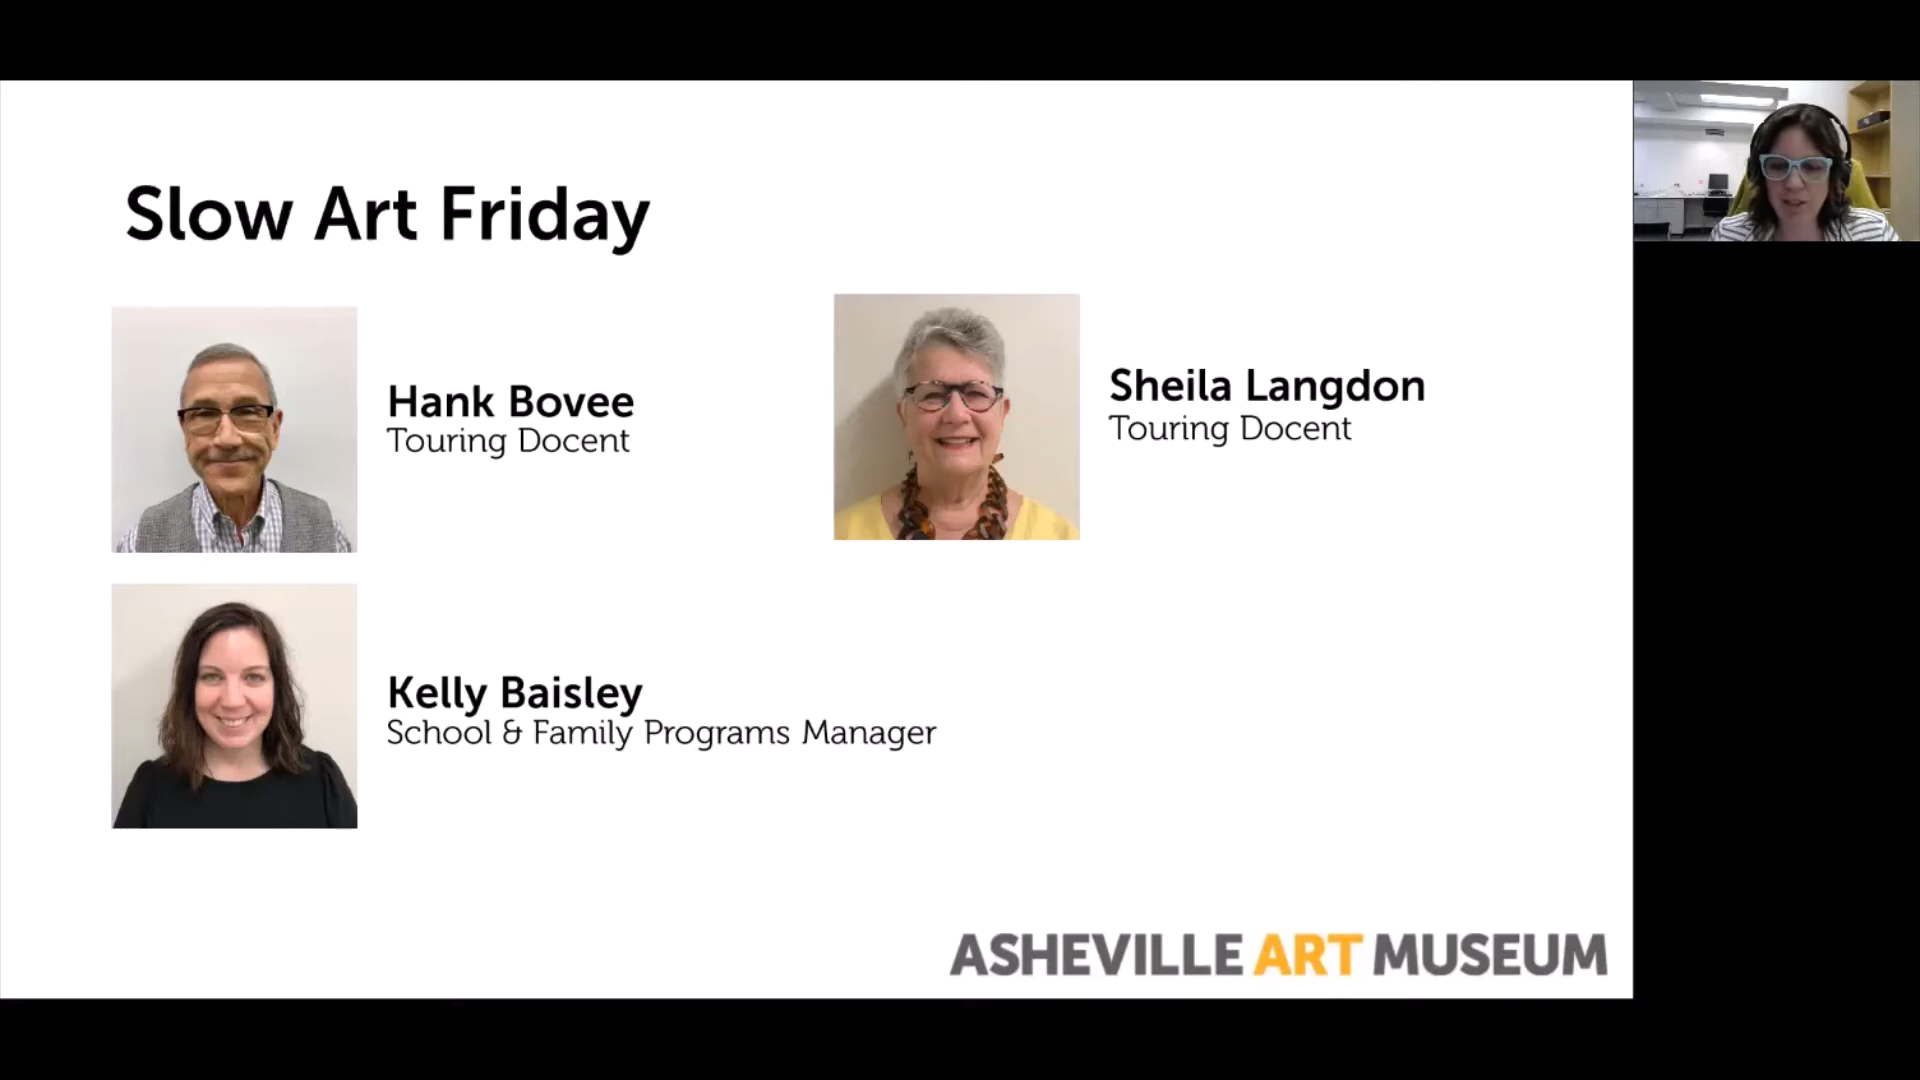 Slow Art Friday
Hank Bovee
Touring Docent
Sheila Langdon
Touring Docent
Kelly Baisley
School & Family Programs Manager
ASHEVILLE ART MUSEUM